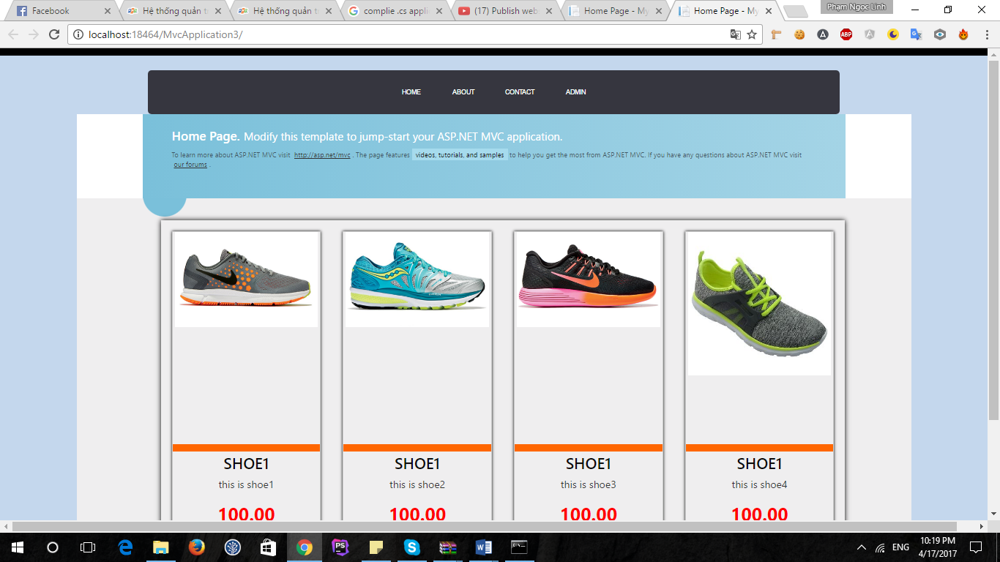 Facebook
Hệ thống quản t
Hệ thống quản t
complie .cs appli
(17) Publish web
Home Page - My
Home Page - My
Phạm Ngọc Linh
localhost:18464/MvcApplication3/
ABP
HOME ABOUT CONTACT ADMIN
Home Page. Modify this template to jump-start your ASP.NET MVC application.
To learn more about ASP.NET MVC visit http://asp.net/mvc . The page features videos, tutorials, and samples to help you get the most from ASP.NET MVC. If you have any questions about ASP.NET MVC visit
our forums .
SHOE1
this is shoe1
100.00
SHOE1
this is shoe2
100.00
SHOE1
this is shoe3
100.00
SHOE1
this is shoe4
100.00
ENG
10:19 PM
4/17/2017